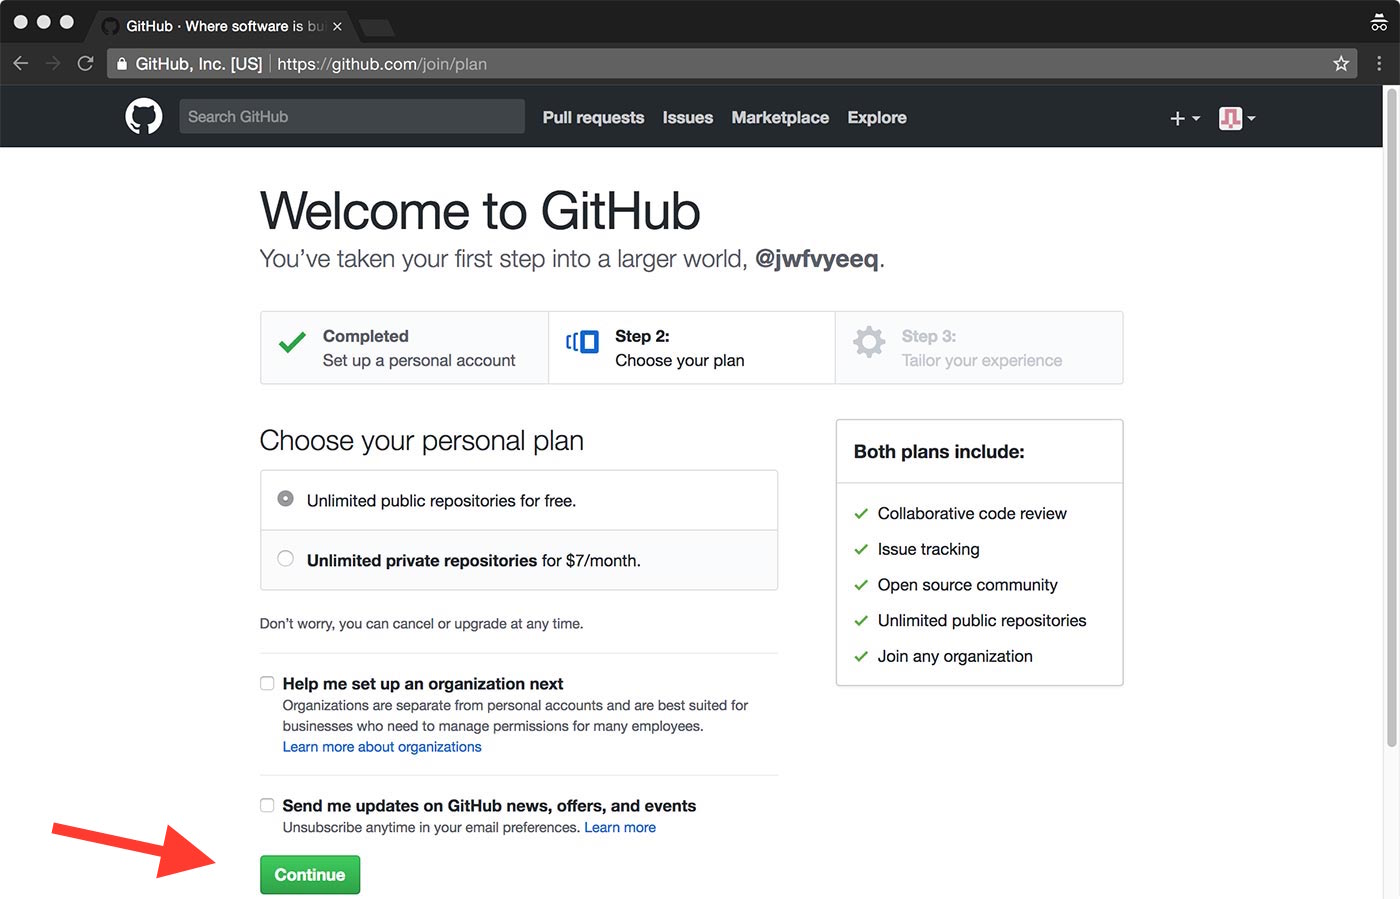 GitHub · Where software is bu
GitHub, Inc. [US] https://github.com/join/plan
Search GitHub
Pull requests Issues Marketplace Explore
Welcome to GitHub
You’ve taken your first step into a larger world, @jwfvyeeq.
Completed
Set up a personal account
Step 2:
Choose your plan
Step 3:
Tailor your experience
Choose your personal plan
Unlimited public repositories for free.
Unlimited private repositories for $7/month.
Don’t worry, you can cancel or upgrade at any time.
Help me set up an organization next
Organizations are separate from personal accounts and are best suited for
businesses who need to manage permissions for many employees.
Learn more about organizations
Send me updates on GitHub news, offers, and events
Unsubscribe anytime in your email preferences. Learn more
Continue
Both plans include:
Collaborative code review
Issue tracking
Open source community
Unlimited public repositories
Join any organization